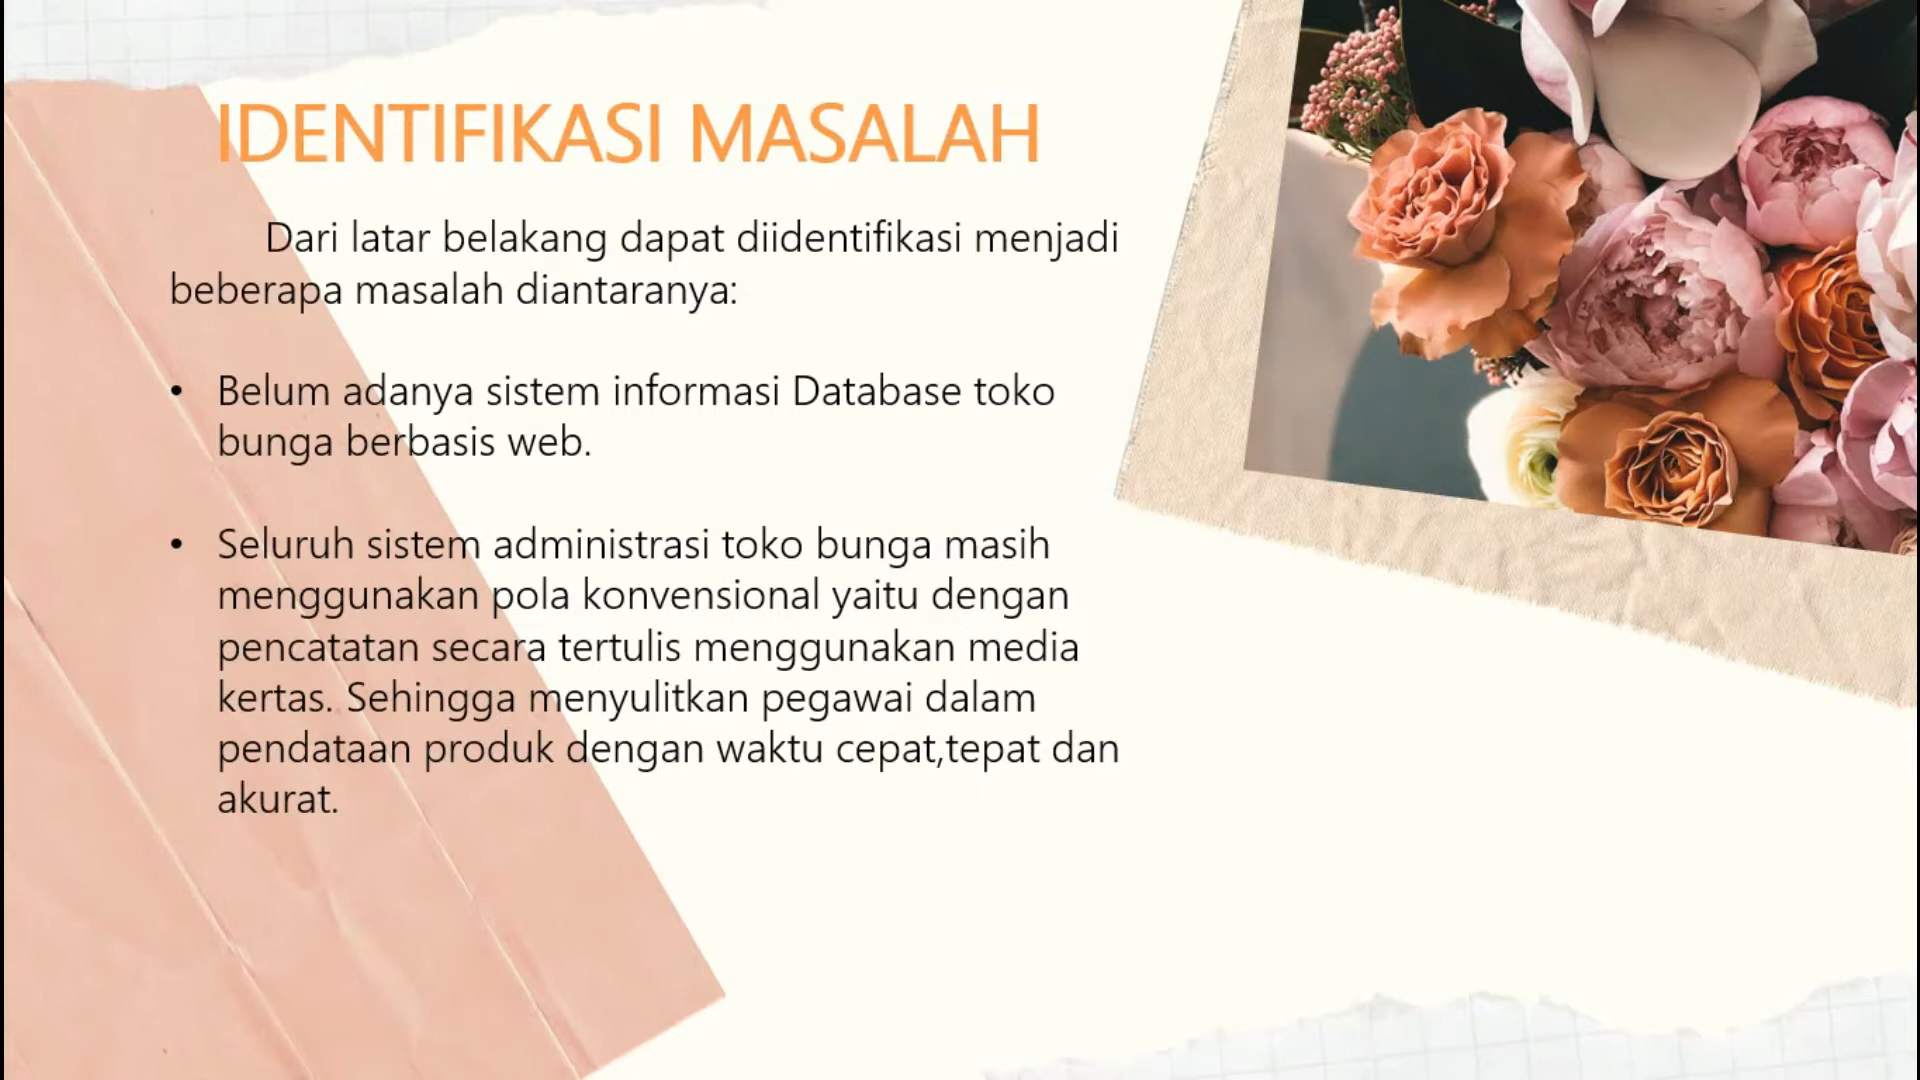 IDENTIFIKASI MASALAH
Dari latar belakang dapat diidentifikasi menjadi
beberapa masalah diantaranya:
• Belum adanya sistem informasi Database toko
bunga berbasis web.
• Seluruh sistem administrasi toko bunga masih
menggunakan pola konvensional yaitu dengan
pencatatan secara tertulis menggunakan media
kertas. Sehingga menyulitkan pegawai dalam
pendataan produk dengan waktu cepat,tepat dan
akurat.